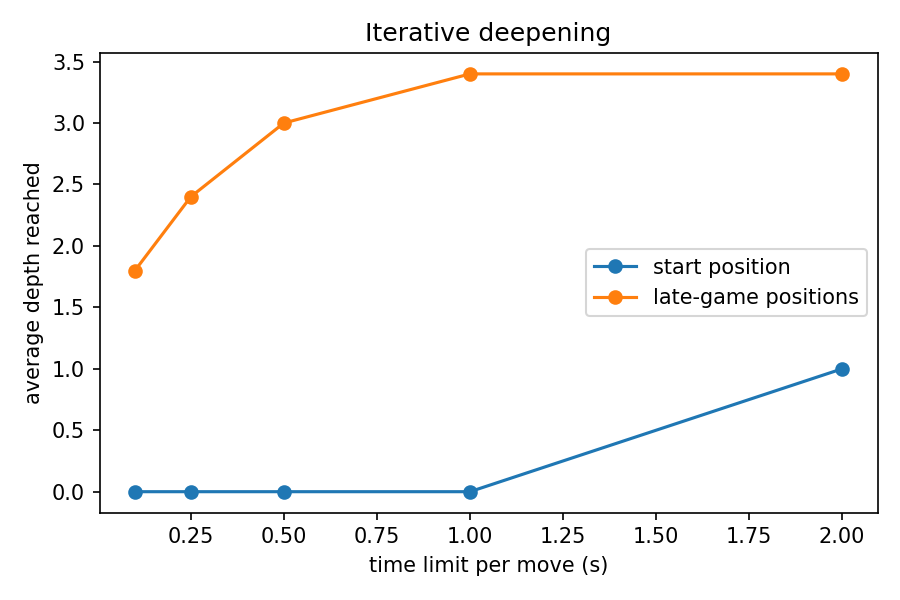 Iterative deepening
3.5
3.0
2.5
2.0
1.5
1.0
0.5
0.0
average depth reached
start position
late-game positions
0.25 0.50 0.75 1.00 1.25 1.50 1.75 2.00
time limit per move (s)